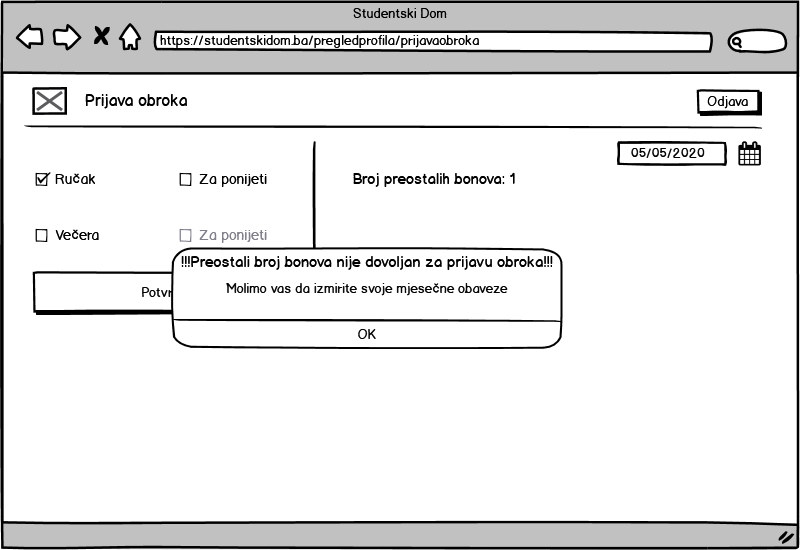 Studentski Dom
https://studentskidom.ba/pregledprofila/prijavaobroka
Prijava obroka
Odjava
05/05/2020
Ručak
Za ponijeti
Broj preostalih bonova: 1
Večera
Za ponijeti
!!!Preostali broj bonova nije dovoljan za prijavu obroka!!!
Molimo vas da izmirite svoje mjesečne obaveze
OK